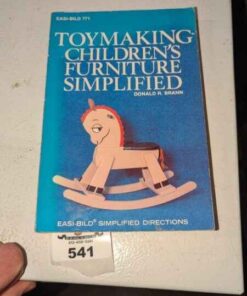 EASI-BILD 771
TOYMAKING-
CHILDREN'S
FURNITURE
SIMPLIFIED
DONALD R. BRANN
EASI-BILD® SIMPLIFIED DIRECTIONS
541